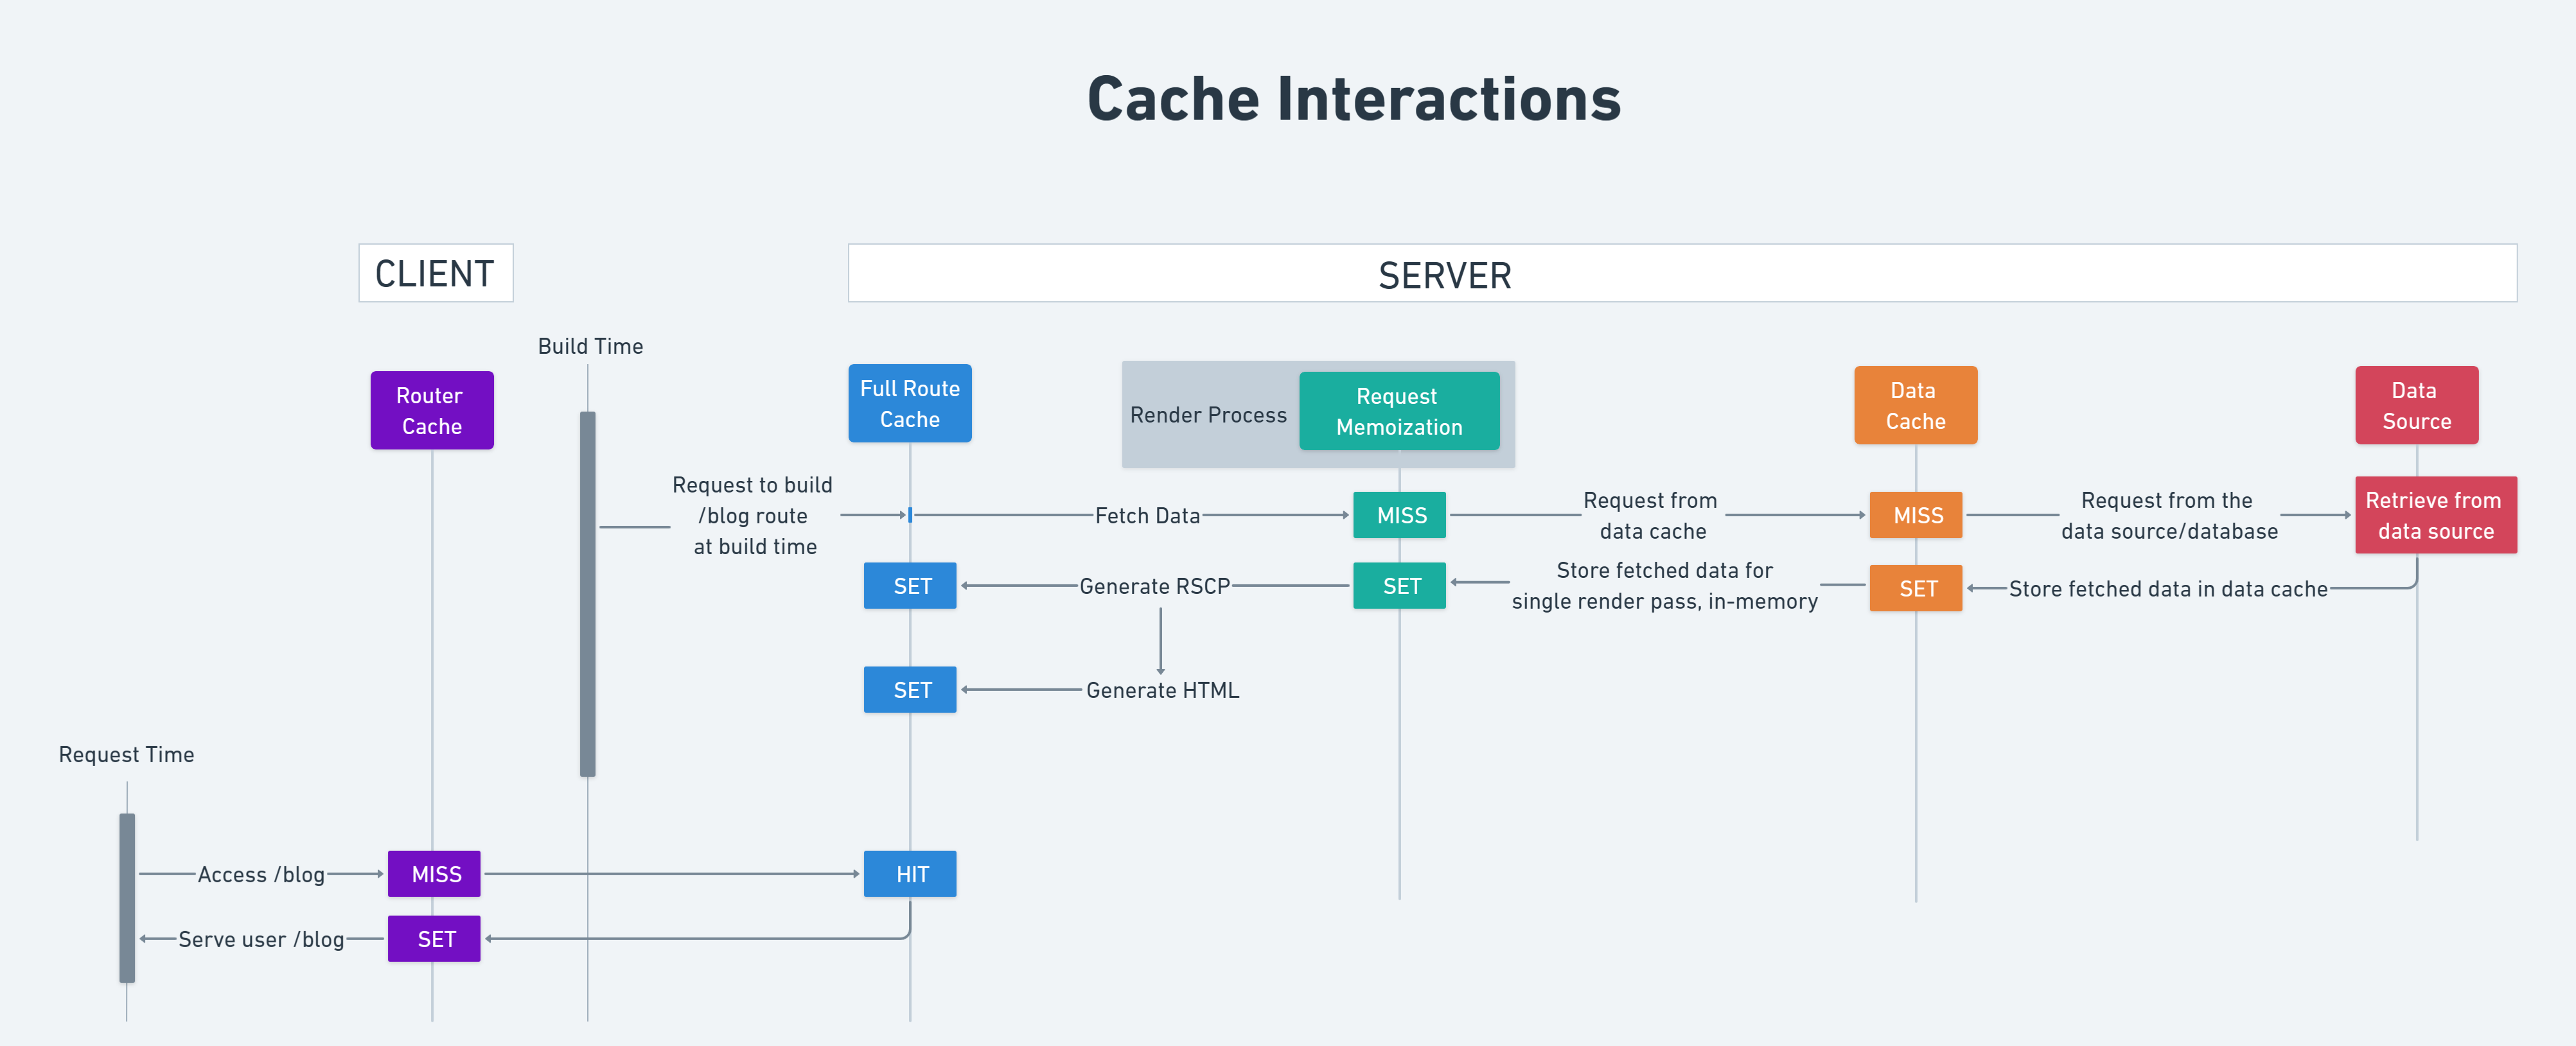 Cache Interactions
CLIENT
SERVER
Build Time
Router
Cache
Full Route
Cache
Render Process
Request
Memoization
Data
Cache
Data
Source
Request to build
/blog route
at build time
Fetch Data
MISS
Request from
data cache
MISS
Request from the
data source/database
Retrieve from
data source
SET
Generate RSCP
SET
Store fetched data for
single render pass, in-memory
SET
Store fetched data in data cache
SET
Generate HTML
Request Time
Access /blog
MISS
HIT
Serve user /blog
SET